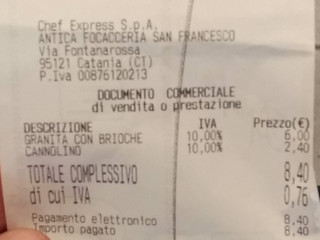 Chef Express S.p.A.
ANTICA FOCACCERIA SAN FRANCESCO
Via Fontanarossa
95121 Catania (CT)
P.Iva 00876120213
DOCUMENTO COMMERCIALE
di vendita o prestazione
DESCRIZIONE IVA Prezzo(€)
GRANITA CON BRIOCHE 10,00% 6,00
CANNOLINO 10,00% 2,40
TOTALE COMPLESSIVO 8,40
di cui IVA 0,76
Pagamento elettronico 8,40
Importo pagato 8,40